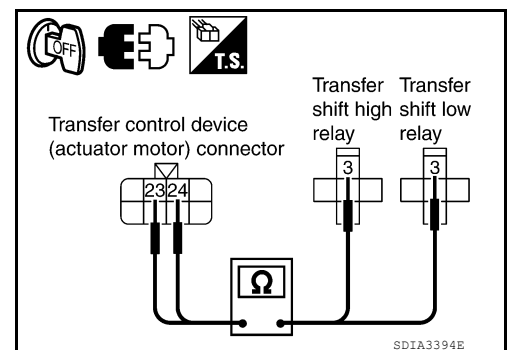 OFF
T.S.
Transfer shift high relay
Transfer shift low relay
Transfer control device
(actuator motor) connector
23 24
3
3
Ω
SDIA3394E